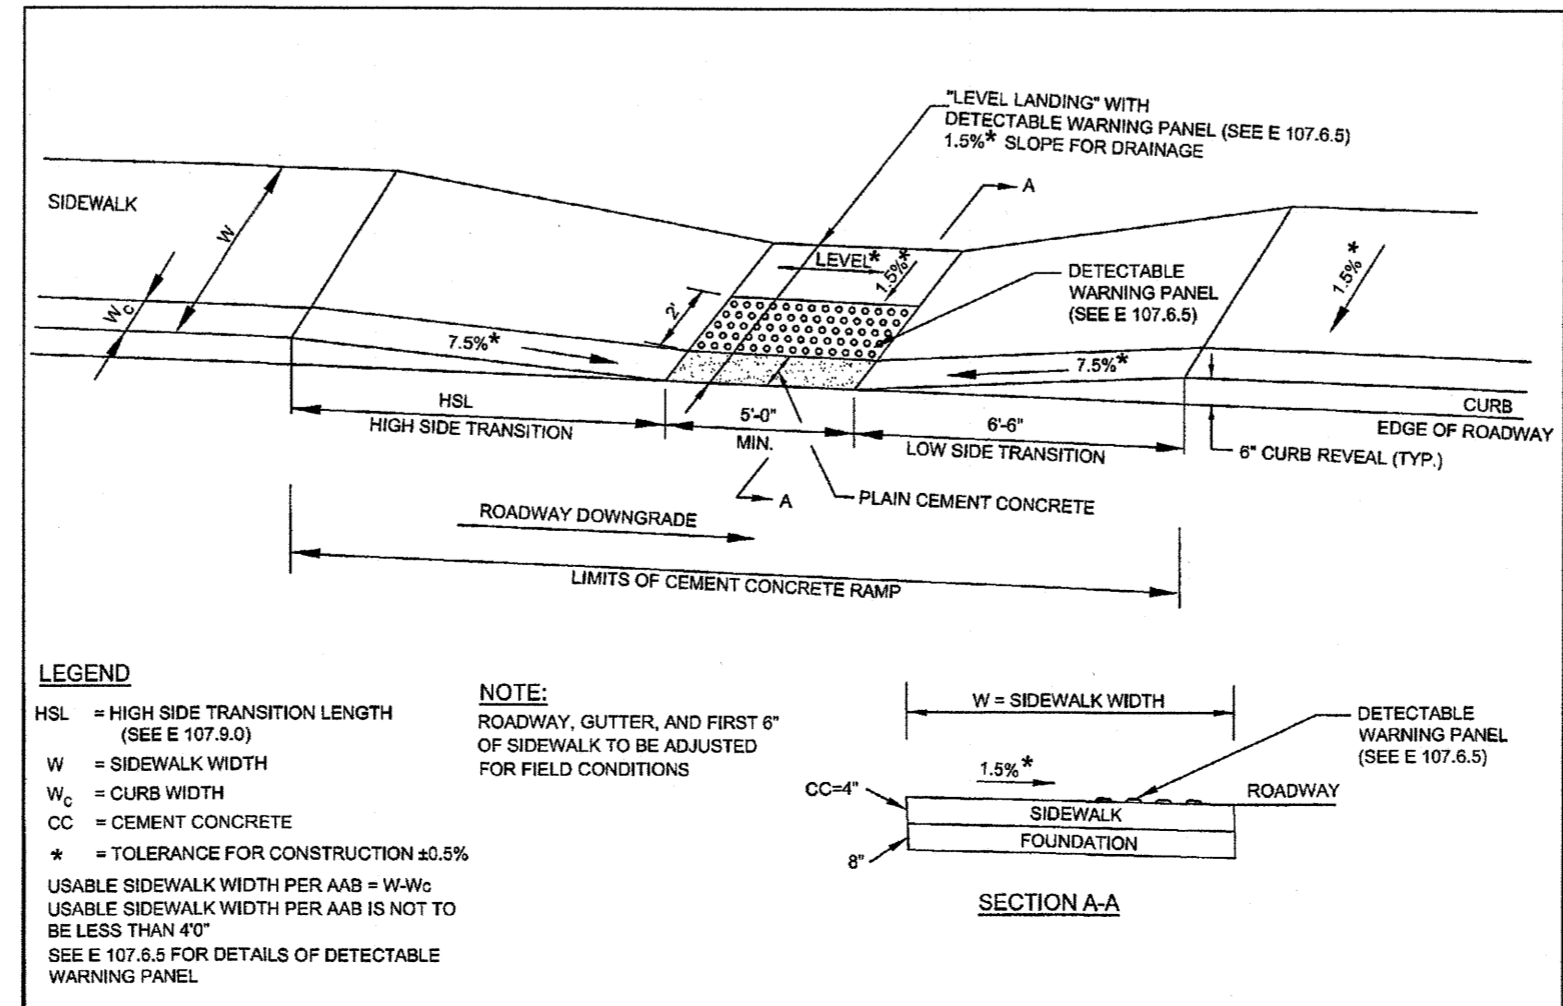 "LEVEL LANDING" WITH
DETECTABLE WARNING PANEL (SEE E 107.6.5)
1.5%* SLOPE FOR DRAINAGE
A
SIDEWALK
W
Wc
LEVEL*
1.5%*
2'
DETECTABLE
WARNING PANEL
(SEE E 107.6.5)
1.5%*
7.5%*
7.5%*
HSL
HIGH SIDE TRANSITION
5'-0"
MIN.
6'-6"
LOW SIDE TRANSITION
CURB
EDGE OF ROADWAY
6" CURB REVEAL (TYP.)
A
PLAIN CEMENT CONCRETE
ROADWAY DOWNGRADE
LIMITS OF CEMENT CONCRETE RAMP
LEGEND
HSL = HIGH SIDE TRANSITION LENGTH
(SEE E 107.9.0)
W = SIDEWALK WIDTH
Wc = CURB WIDTH
CC = CEMENT CONCRETE
* = TOLERANCE FOR CONSTRUCTION ±0.5%
USABLE SIDEWALK WIDTH PER AAB = W-Wc
USABLE SIDEWALK WIDTH PER AAB IS NOT TO
BE LESS THAN 4'0"
SEE E 107.6.5 FOR DETAILS OF DETECTABLE
WARNING PANEL
NOTE:
ROADWAY, GUTTER, AND FIRST 6"
OF SIDEWALK TO BE ADJUSTED
FOR FIELD CONDITIONS
W = SIDEWALK WIDTH
DETECTABLE
WARNING PANEL
(SEE E 107.6.5)
1.5%*
CC=4"
ROADWAY
SIDEWALK
FOUNDATION
8"
SECTION A-A